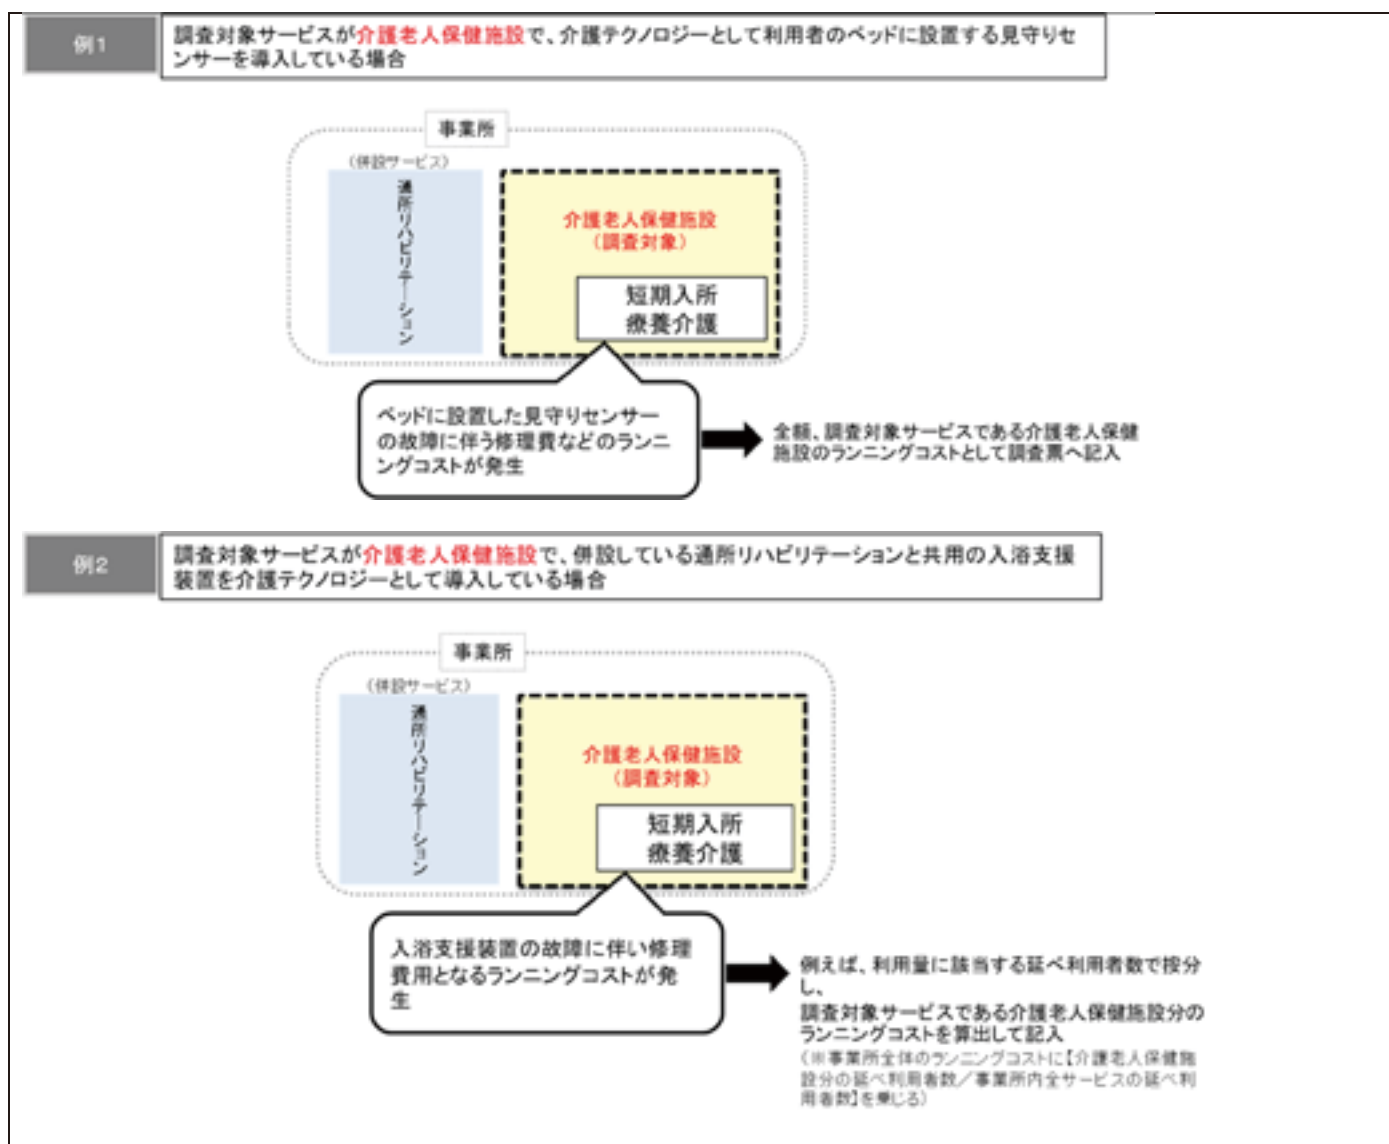 例1
調査対象サービスが介護老人保健施設で、介護テクノロジーとして利用者のベッドに設置する見守りセ
ンサーを導入している場合
事業所
（併設サービス）
通所リハビリテーション
介護老人保健施設
（調査対象）
短期入所
療養介護
ベッドに設置した見守りセンサー
の故障に伴う修理費などのランニ
ングコストが発生
全額、調査対象サービスである介護老人保健
施設のランニングコストとして調査票へ記入
例2
調査対象サービスが介護老人保健施設で、併設している通所リハビリテーションと共用の入浴支援
装置を介護テクノロジーとして導入している場合
事業所
（併設サービス）
通所リハビリテーション
介護老人保健施設
（調査対象）
短期入所
療養介護
入浴支援装置の故障に伴い修理
費用となるランニングコストが発
生
例えば、利用量に該当する延べ利用者数で按分
し、
調査対象サービスである介護老人保健施設分の
ランニングコストを算出して記入
（※事業所全体のランニングコストに【介護老人保健施
設分の延べ利用者数／事業所内全サービスの延べ利
用者数】を乗じる）